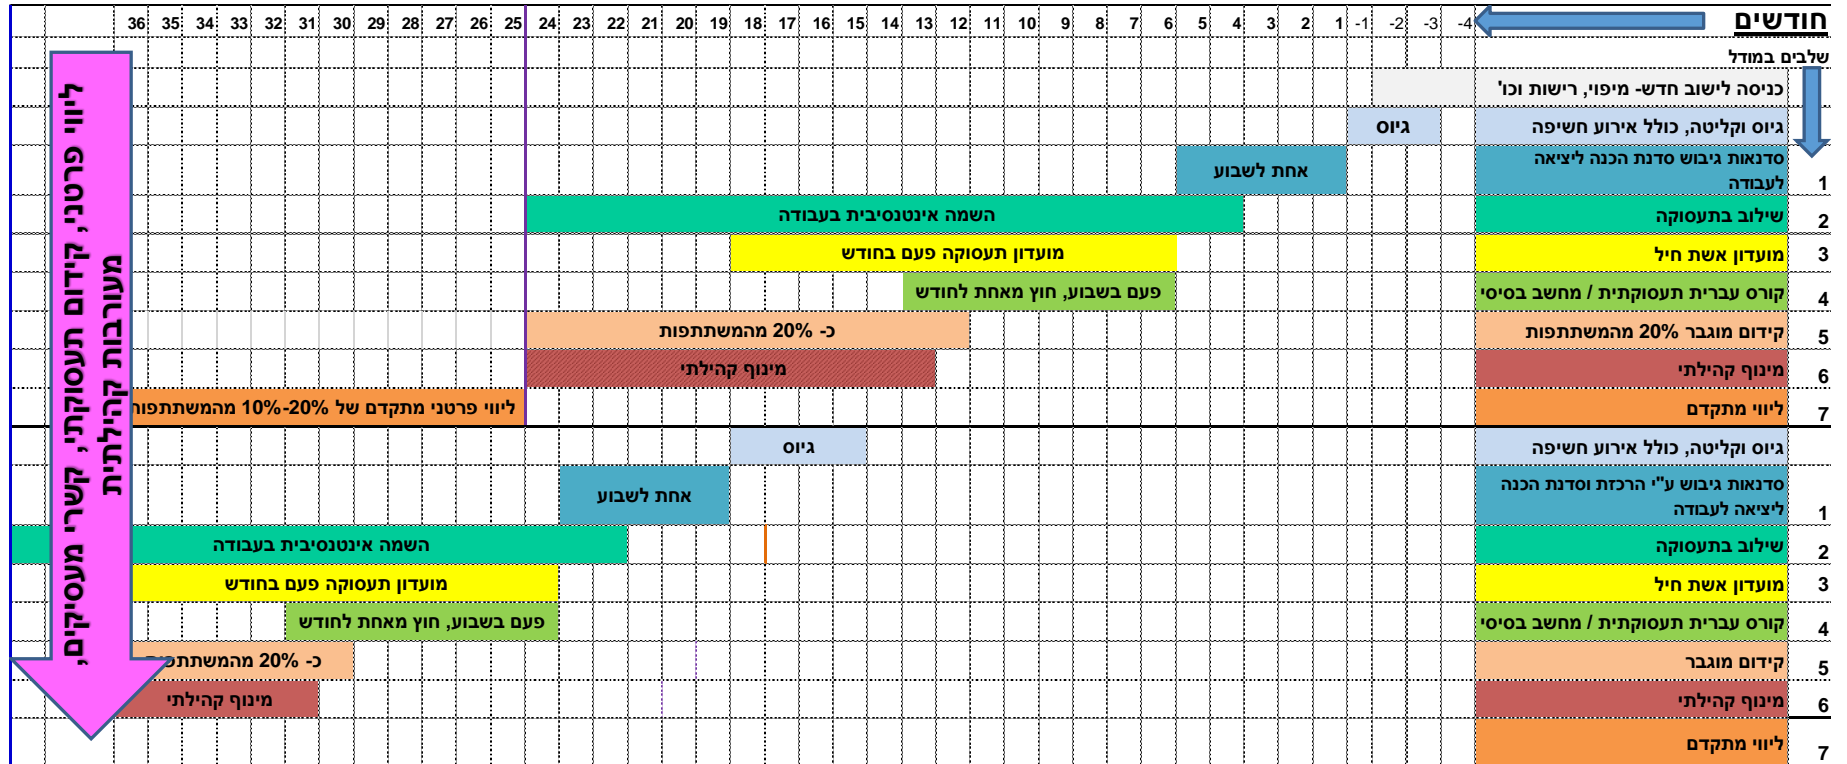 חודשים
-4 -3 -2 -1 1 2 3 4 5 6 7 8 9 10 11 12 13 14 15 16 17 18 19 20 21 22 23 24 25 26 27 28 29 30 31 32 33 34 35 36
שלבים במודל
כניסה לישוב חדש- מיפוי, רישות וכו'
גיוס וקליטה, כולל אירוע חשיפה
גיוס
1 סדנאות גיבוש סדנת הכנה ליציאה
לעבודה
אחת לשבוע
2 שילוב בתעסוקה
השמה אינטנסיבית בעבודה
3 מועדון אשת חיל
מועדון תעסוקה פעם בחודש
4 קורס עברית תעסוקתית / מחשב בסיסי
פעם בשבוע, חוץ מאחת לחודש
5 קידום מוגבר 20% מהמשתתפות
כ- 20% מהמשתתפות
6 מינוף קהילתי
מינוף קהילתי
7 ליווי מתקדם
ליווי פרטני מתקדם של 10%-20% מהמשתתפות
גיוס וקליטה, כולל אירוע חשיפה
גיוס
1 סדנאות גיבוש ע"י הרכזת וסדנת הכנה
ליציאה לעבודה
אחת לשבוע
2 שילוב בתעסוקה
השמה אינטנסיבית בעבודה
3 מועדון אשת חיל
מועדון תעסוקה פעם בחודש
4 קורס עברית תעסוקתית / מחשב בסיסי
פעם בשבוע, חוץ מאחת לחודש
5 קידום מוגבר
כ- 20%
6 מינוף קהילתי
מינוף קהילתי
7 ליווי מתקדם
ליווי פרטני, קידום תעסוקתי, קשרי מעסיקים,
מעורבות קהילתית